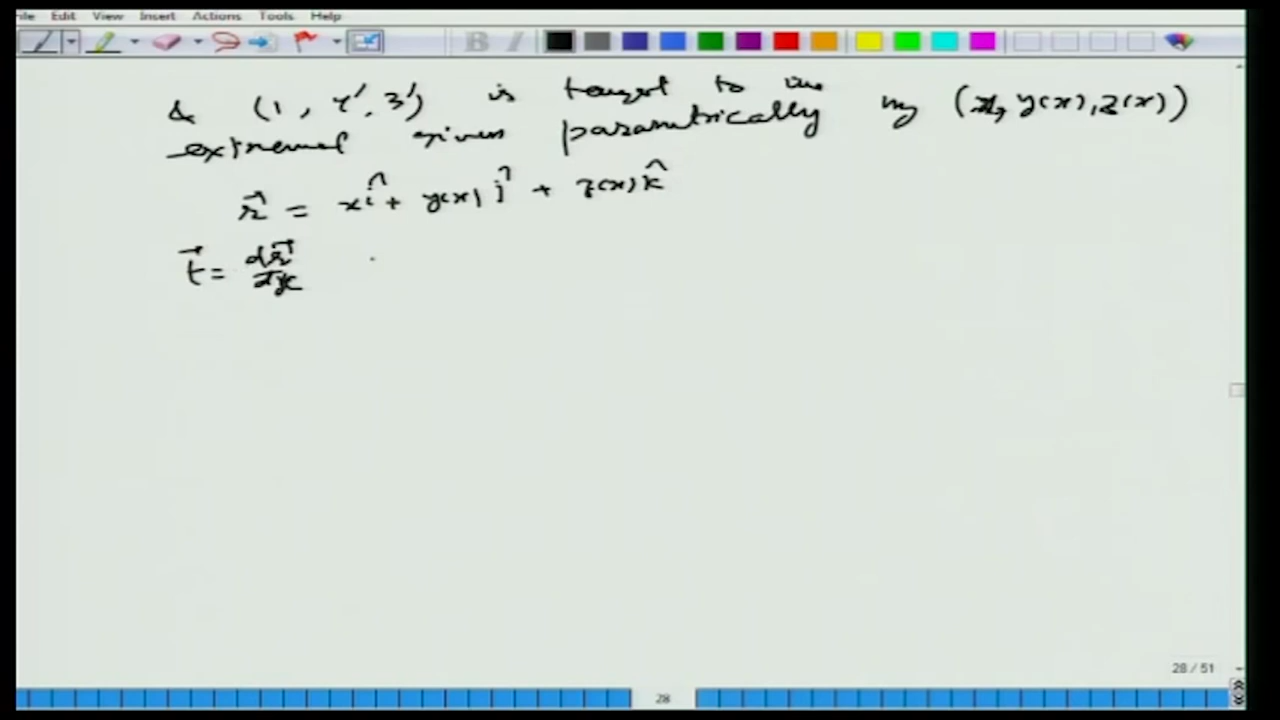 File Edit View Insert Actions Tools Help
B I
& (1, y', z') is tangent to the
extremal given parametrically by (x, y(x), z(x))
r⃗ = x î + y(x) ĵ + z(x) k̂
t⃗ = dr⃗/dx
28 / 51
28